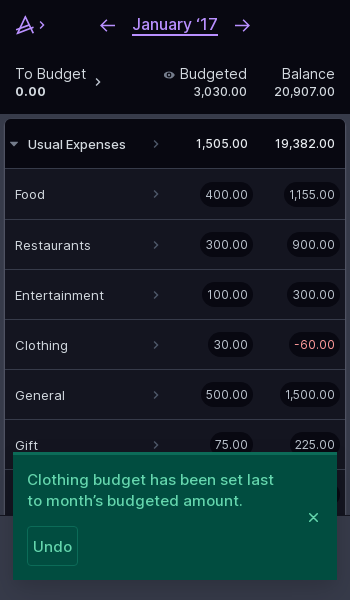 January ‘17
To Budget Budgeted Balance
0.00 3,030.00 20,907.00
Usual Expenses 1,505.00 19,382.00
Food 400.00 1,155.00
Restaurants 300.00 900.00
Entertainment 100.00 300.00
Clothing 30.00 -60.00
General 500.00 1,500.00
Gift 75.00 225.00
Clothing budget has been set last
to month’s budgeted amount.
Undo